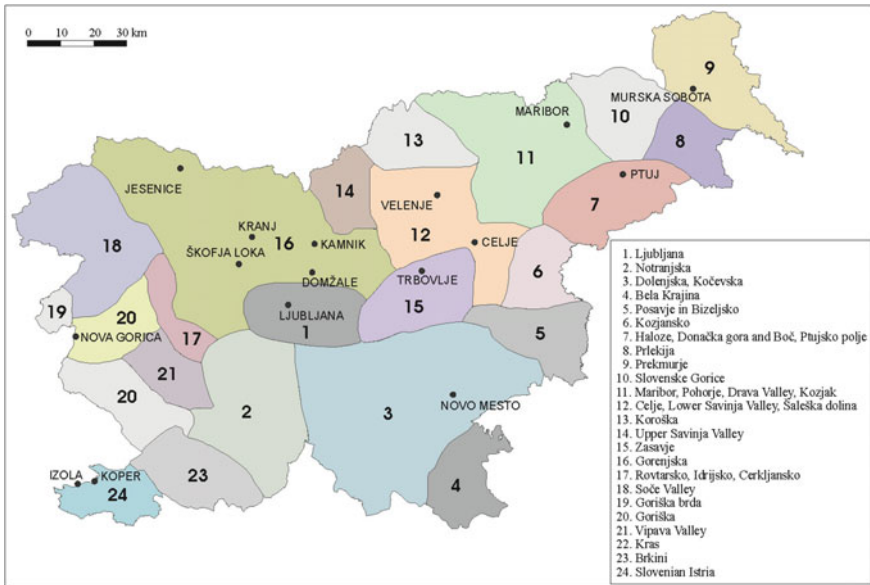 0 10 20 30 km
9
MURSKA SOBOTA
MARIBOR
10
13
8
11
JESENICE
14
PTUJ
VELENJE
7
18
KRANJ
16
KAMNIK
12
CELJE
ŠKOFJA LOKA
6
DOMŽALE
TRBOVLJE
19
20
LJUBLJANA
15
NOVA GORICA
17
1
5
21
20
2
3
NOVO MESTO
IZOLA
KOPER
23
24
4
1. Ljubljana
2. Notranjska
3. Dolenjska, Kočevska
4. Bela Krajina
5. Posavje in Bizeljsko
6. Kozjansko
7. Haloze, Donačka gora and Boč, Ptujsko polje
8. Prlekija
9. Prekmurje
10. Slovenske Gorice
11. Maribor, Pohorje, Drava Valley, Kozjak
12. Celje, Lower Savinja Valley, Šaleška dolina
13. Koroška
14. Upper Savinja Valley
15. Zasavje
16. Gorenjska
17. Rovtarsko, Idrijsko, Cerkljansko
18. Soče Valley
19. Goriška brda
20. Goriška
21. Vipava Valley
22. Kras
23. Brkini
24. Slovenian Istria